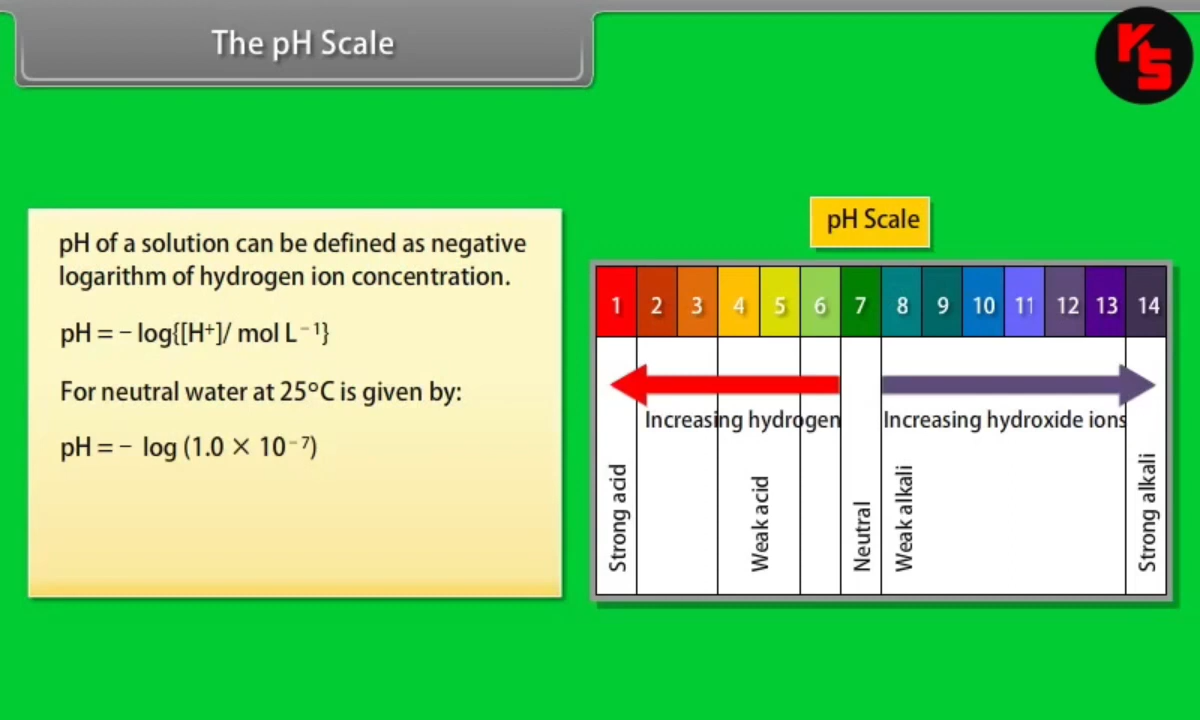 The pH Scale
rts
pH of a solution can be defined as negative
logarithm of hydrogen ion concentration.
pH = – log{[H⁺]/ mol L ⁻¹}
For neutral water at 25ºC is given by:
pH = – log (1.0 × 10 ⁻⁷)
pH Scale
1 2 3 4 5 6 7 8 9 10 11 12 13 14
Increasing hydrogen
Increasing hydroxide ions
Strong acid
Weak acid
Neutral
Weak alkali
Strong alkali